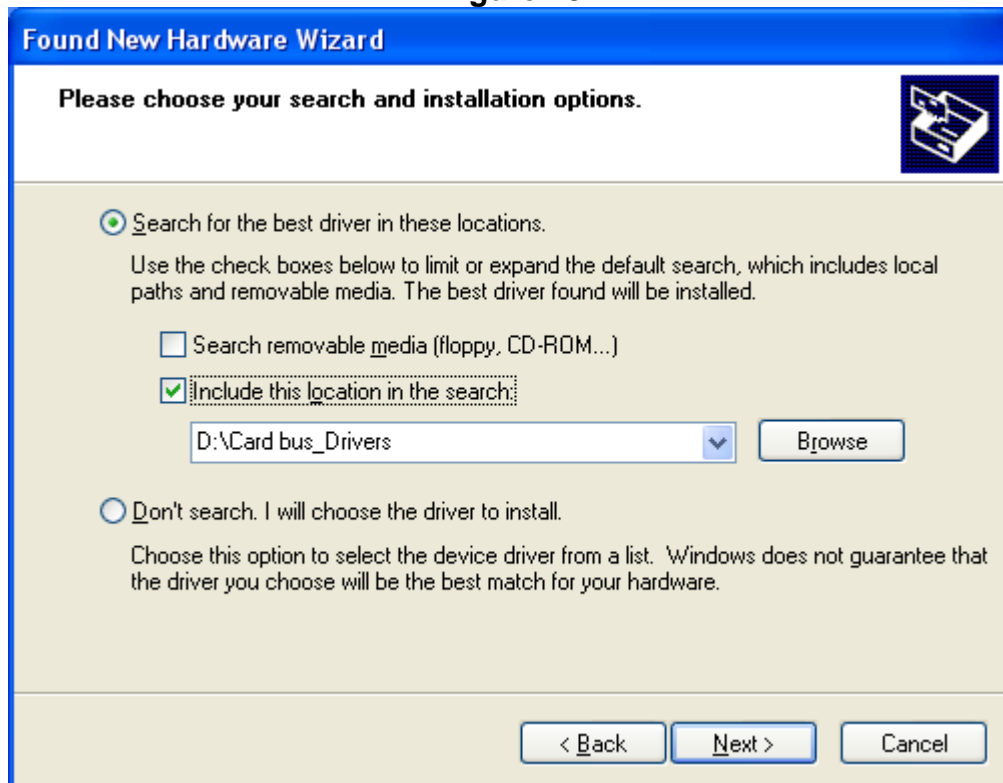 Found New Hardware Wizard
Please choose your search and installation options.
Search for the best driver in these locations.
Use the check boxes below to limit or expand the default search, which includes local
paths and removable media. The best driver found will be installed.
Search removable media (floppy, CD-ROM...)
Include this location in the search:
D:\Card bus_Drivers
Browse
Don't search. I will choose the driver to install.
Choose this option to select the device driver from a list. Windows does not guarantee that
the driver you choose will be the best match for your hardware.
< Back
Next >
Cancel